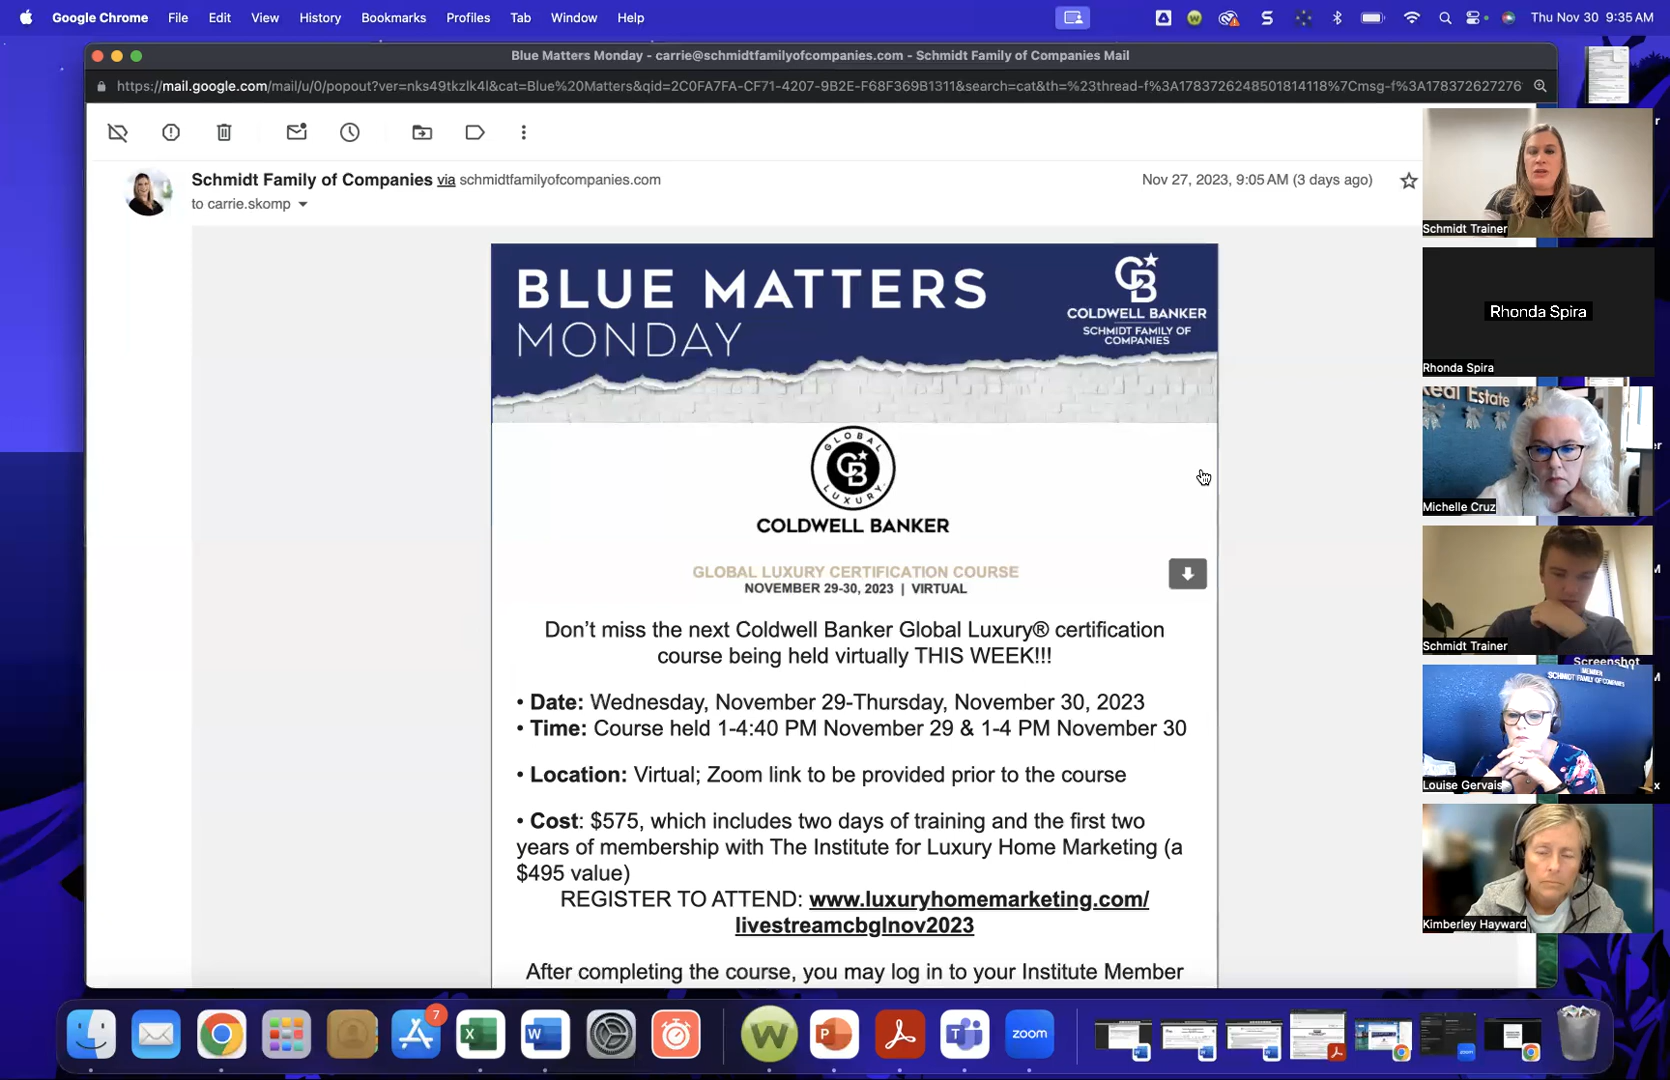 Google Chrome File Edit View History Bookmarks Profiles Tab Window Help Thu Nov 30 9:35 AM
Blue Matters Monday - carrie@schmidtfamilyofcompanies.com - Schmidt Family of Companies Mail
https://mail.google.com/mail/u/0/popout?ver=nks49tkzlk4l&cat=Blue%20Matters&qid=2C0FA7FA-CF71-4207-9B2E-F68F369B1311&search=cat&th=%23thread-f%3A1783726248501814118%7Cmsg-f%3A178372627276
Schmidt Family of Companies via schmidtfamilyofcompanies.com
Nov 27, 2023, 9:05 AM (3 days ago)
to carrie.skomp
BLUE MATTERS
MONDAY
CB
COLDWELL BANKER
SCHMIDT FAMILY OF
COMPANIES
GLOBAL
CB
LUXURY
COLDWELL BANKER
GLOBAL LUXURY CERTIFICATION COURSE
NOVEMBER 29-30, 2023 | VIRTUAL
Don't miss the next Coldwell Banker Global Luxury® certification
course being held virtually THIS WEEK!!!
• Date: Wednesday, November 29-Thursday, November 30, 2023
• Time: Course held 1-4:40 PM November 29 & 1-4 PM November 30
• Location: Virtual; Zoom link to be provided prior to the course
• Cost: $575, which includes two days of training and the first two
years of membership with The Institute for Luxury Home Marketing (a
$495 value)
REGISTER TO ATTEND: www.luxuryhomemarketing.com/
livestreamcbglnov2023
After completing the course, you may log in to your Institute Member
Schmidt Trainer
Rhonda Spira
Rhonda Spira
Real Estate
Michelle Cruz
Schmidt Trainer
Screenshot
MEMBER
SCHMIDT FAMILY OF COMPANIES
Louise Gervais
Kimberley Hayward
7
X
W
W
P
T
zoom